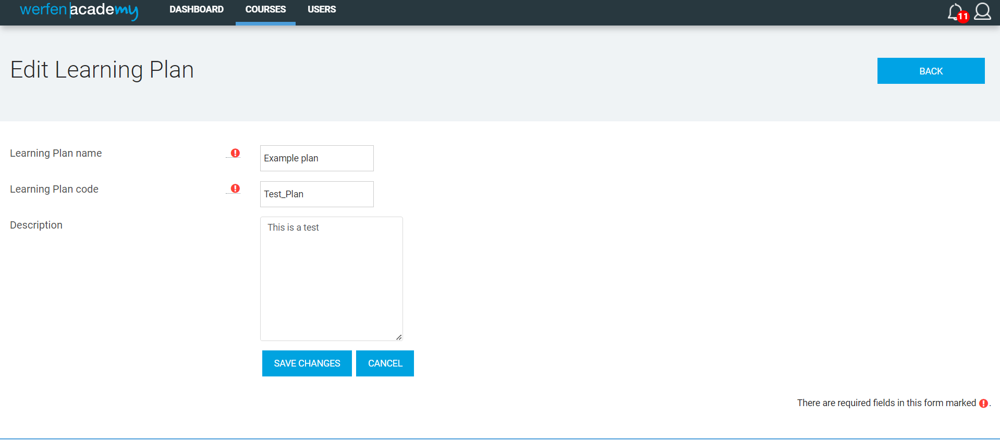 werfen academy DASHBOARD COURSES USERS 11
Edit Learning Plan
BACK
Learning Plan name
Example plan
Learning Plan code
Test_Plan
Description
This is a test
SAVE CHANGES CANCEL
There are required fields in this form marked .